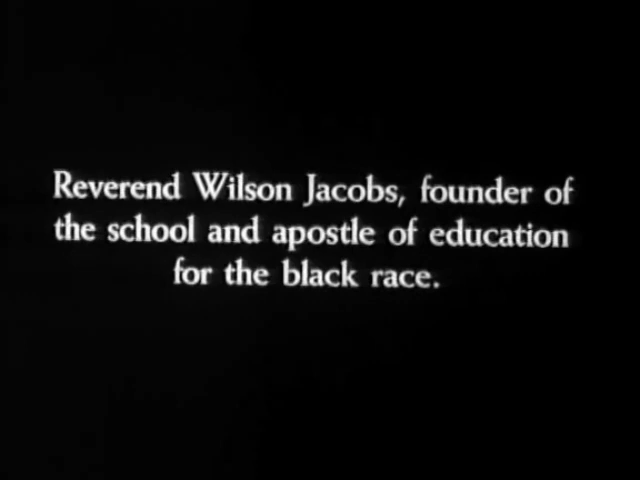 Reverend Wilson Jacobs, founder of
the school and apostle of education
for the black race.